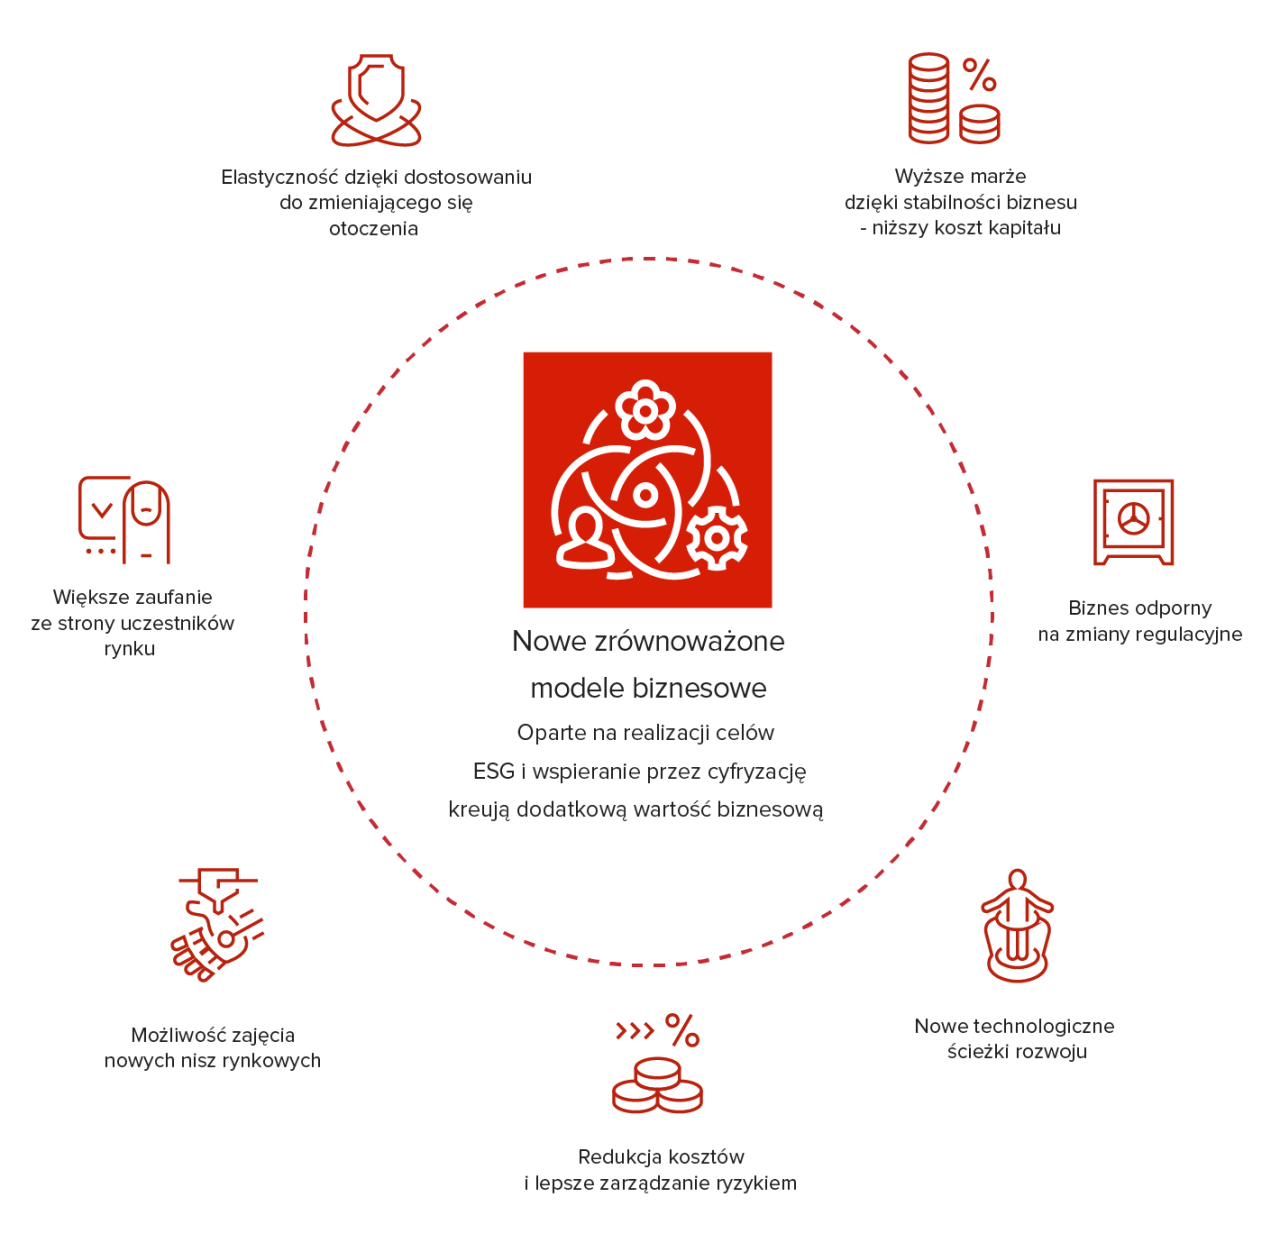 Elastyczność dzięki dostosowaniu
do zmieniającego się
otoczenia
Wyższe marże
dzięki stabilności biznesu
- niższy koszt kapitału
Nowe zrównoważone
modele biznesowe
Oparte na realizacji celów
ESG i wspieranie przez cyfryzację
kreują dodatkową wartość biznesową
Większe zaufanie
ze strony uczestników
rynku
Biznes odporny
na zmiany regulacyjne
Możliwość zajęcia
nowych nisz rynkowych
Nowe technologiczne
ścieżki rozwoju
Redukcja kosztów
i lepsze zarządzanie ryzykiem